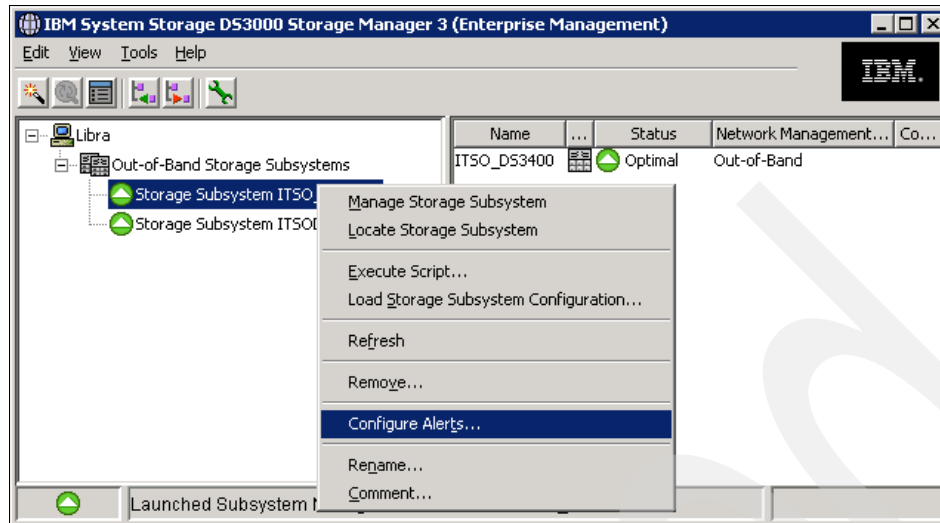 IBM System Storage DS3000 Storage Manager 3 (Enterprise Management)
Edit View Tools Help
IBM.
Libra
Out-of-Band Storage Subsystems
Storage Subsystem ITSO_
Storage Subsystem
Name ... Status Network Management... Co...
ITSO_DS3400 Optimal Out-of-Band
Manage Storage Subsystem
Locate Storage Subsystem
Execute Script...
Load Storage Subsystem Configuration...
Refresh
Remove...
Configure Alerts...
Rename...
Comment...
Launched Subsystem